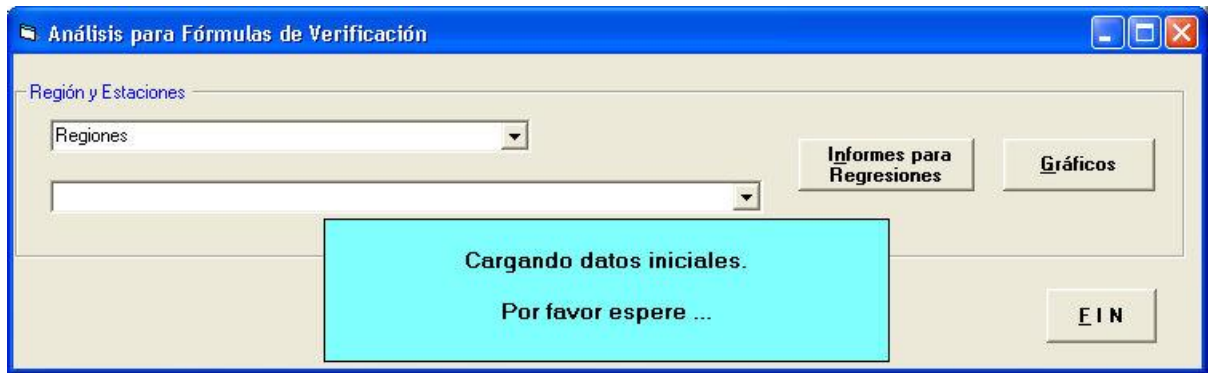 Análisis para Fórmulas de Verificación
Región y Estaciones
Regiones
Informes para
Regresiones
Gráficos
Cargando datos iniciales.
Por favor espere ...
F I N